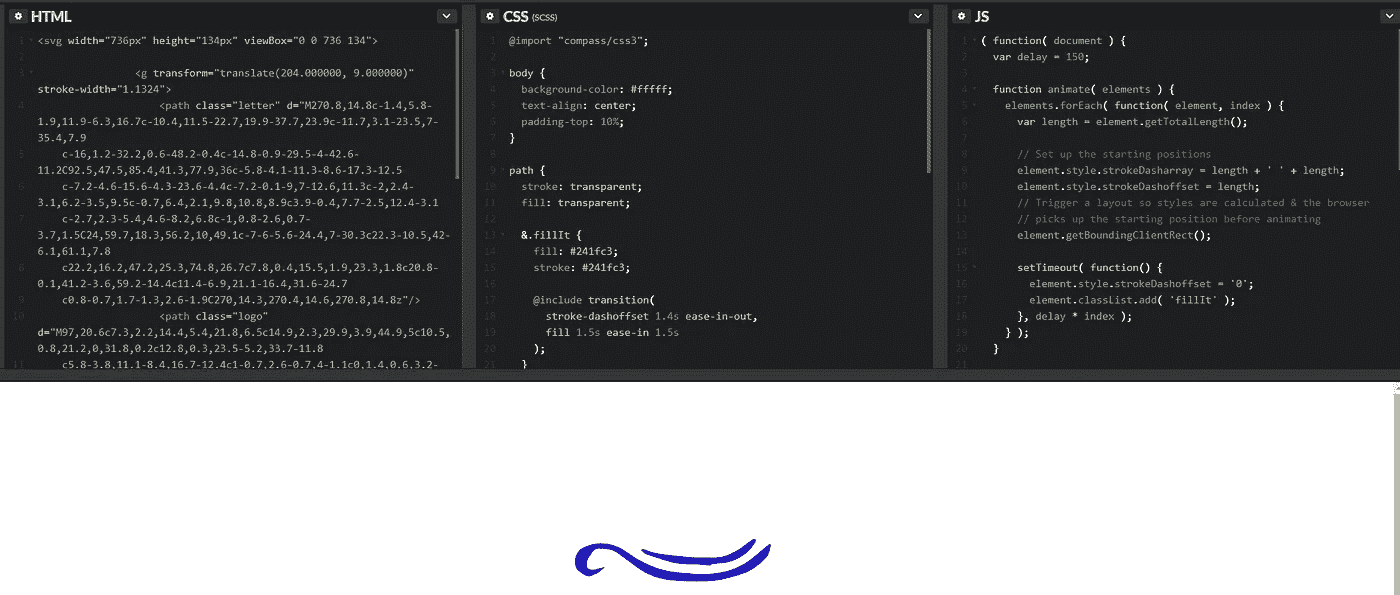 HTML
<svg width="736px" height="134px" viewBox="0 0 736 134">
<g transform="translate(204.000000, 9.000000)"
stroke-width="1.1324">
<path class="letter" d="M270.8,14.8c-1.4,5.8-
1.9,11.9-6.3,16.7c-10.4,11.5-22.7,19.9-37.7,23.9c-11.7,3.1-23.5,7-
35.4,7.9
c-16,1.2-32.2,0.6-48.2-0.4c-14.8-0.9-29.5-4-42.6-
11.2C92.5,47.5,85.4,41.3,77.9,36c-5.8-4.1-11.3-8.6-17.3-12.5
c-7.2-4.6-15.6-4.3-23.6-4.4c-7.2-0.1-9,7-12.6,11.3c-2,2.4-
3.1,6.2-3.5,9.5c-0.7,6.4,2.1,9.8,10.8,8.9c3.9-0.4,7.7-2.5,12.4-3.1
c-2.7,2.3-5.4,4.6-8.2,6.8c-1,0.8-2.6,0.7-
3.7,1.5C24,59.7,18.3,56.2,10,49.1c-7-6-5.6-24.4,7-30.3c22.3-10.5,42-
6.1,61.1,7.8
c22.2,16.2,47.2,25.3,74.8,26.7c7.8,0.4,15.5,1.9,23.3,1.8c20.8-
0.1,41.2-3.6,59.2-14.4c11.4-6.9,21.1-16.4,31.6-24.7
c0.8-0.7,1.7-1.3,2.6-1.9C270,14.3,270.4,14.6,270.8,14.8z"/>
<path class="logo"
d="M97,20.6c7.3,2.2,14.4,5.4,21.8,6.5c14.9,2.3,29.9,3.9,44.9,5c10.5,
0.8,21.2,0,31.8,0.2c12.8,0.3,23.5-5.2,33.7-11.8
c5.8-3.8,11.1-8.4,16.7-12.4c1-0.7,2.6-0.7,4-1.1c0,1.4,0.6,3.2-
CSS (SCSS)
@import "compass/css3";
body {
background-color: #fffff;
text-align: center;
padding-top: 10%;
}
path {
stroke: transparent;
fill: transparent;
&.fillIt {
fill: #241fc3;
stroke: #241fc3;
@include transition(
stroke-dashoffset 1.4s ease-in-out,
fill 1.5s ease-in 1.5s
);
}
JS
( function( document ) {
var delay = 150;
function animate( elements ) {
elements.forEach( function( element, index ) {
var length = element.getTotalLength();
// Set up the starting positions
element.style.strokeDasharray = length + ' ' + length;
element.style.strokeDashoffset = length;
// Trigger a layout so styles are calculated & the browser
// picks up the starting position before animating
element.getBoundingClientRect();
setTimeout( function() {
element.style.strokeDashoffset = '0';
element.classList.add( 'fillIt' );
}, delay * index );
} );
}